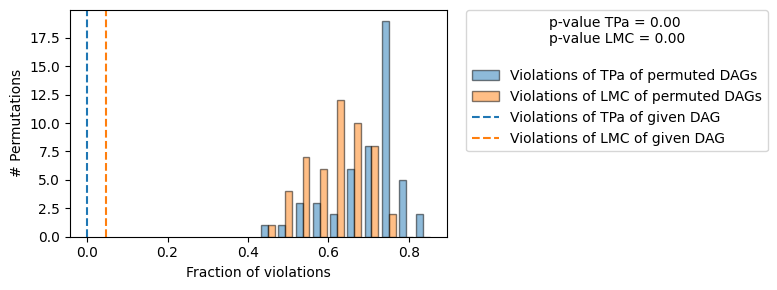 p-value TPa = 0.00
p-value LMC = 0.00
Violations of TPa of permuted DAGs
Violations of LMC of permuted DAGs
Violations of TPa of given DAG
Violations of LMC of given DAG
# Permutations
17.5
15.0
12.5
10.0
7.5
5.0
2.5
0.0
0.0 0.2 0.4 0.6 0.8
Fraction of violations